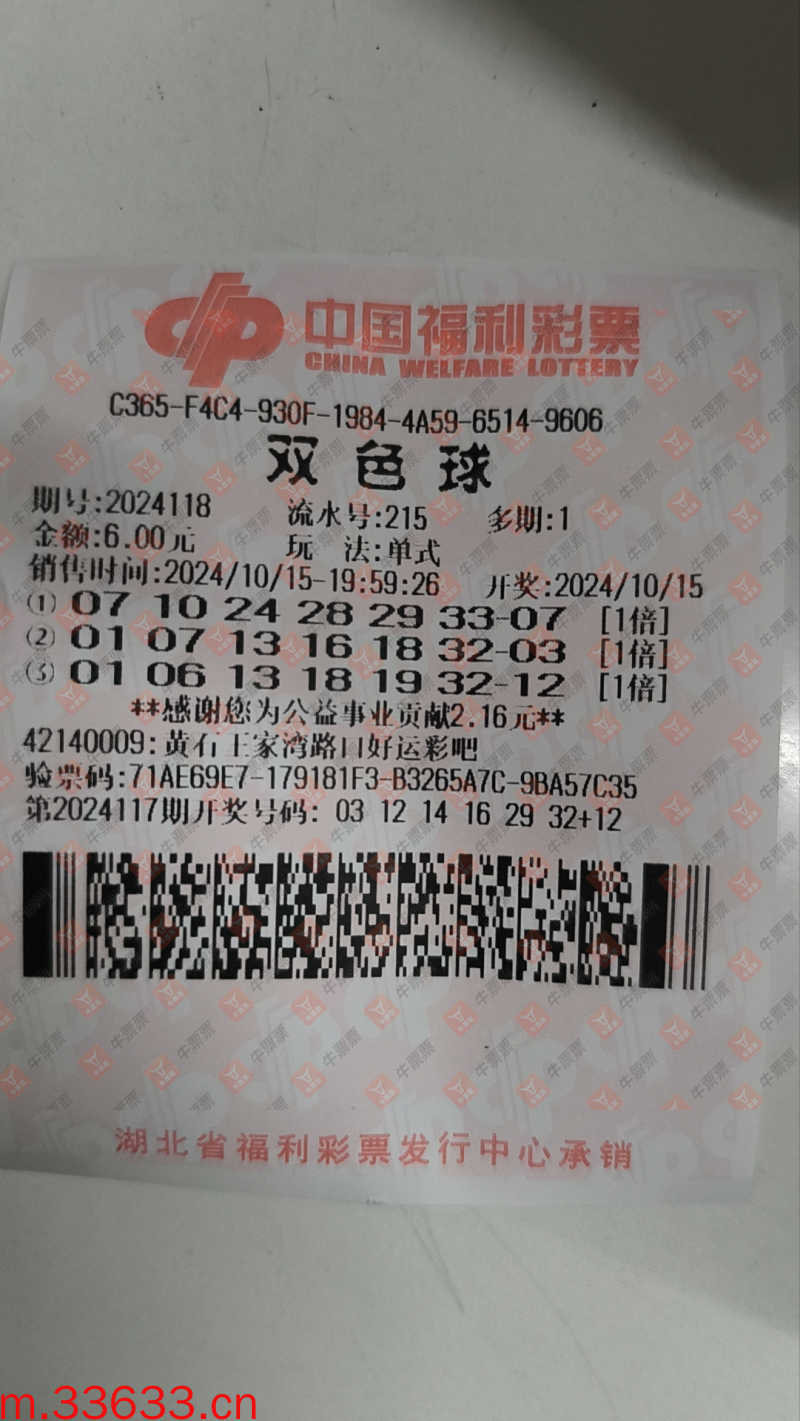 中国福利彩票
CHINA WELFARE LOTTERY
C365-F4C4-930F-1984-4A59-6514-9606
双色球
期号:2024118 流水号:215 多期:1
金额:6.00元 玩 法:单式
销售时间:2024/10/15-19:59:26 开奖:2024/10/15
(1) 07 10 24 28 29 33-07 [1倍]
(2) 01 07 13 16 18 32-03 [1倍]
(3) 01 06 13 18 19 32-12 [1倍]
**感谢您为公益事业贡献2.16元**
42140009:黄石王家湾路口好运彩吧
验票码:71AE69E7-179181F3-B3265A7C-9BA57C35
第2024117期开奖号码: 03 12 14 16 29 32+12
湖北省福利彩票发行中心承销
m.33633.cn